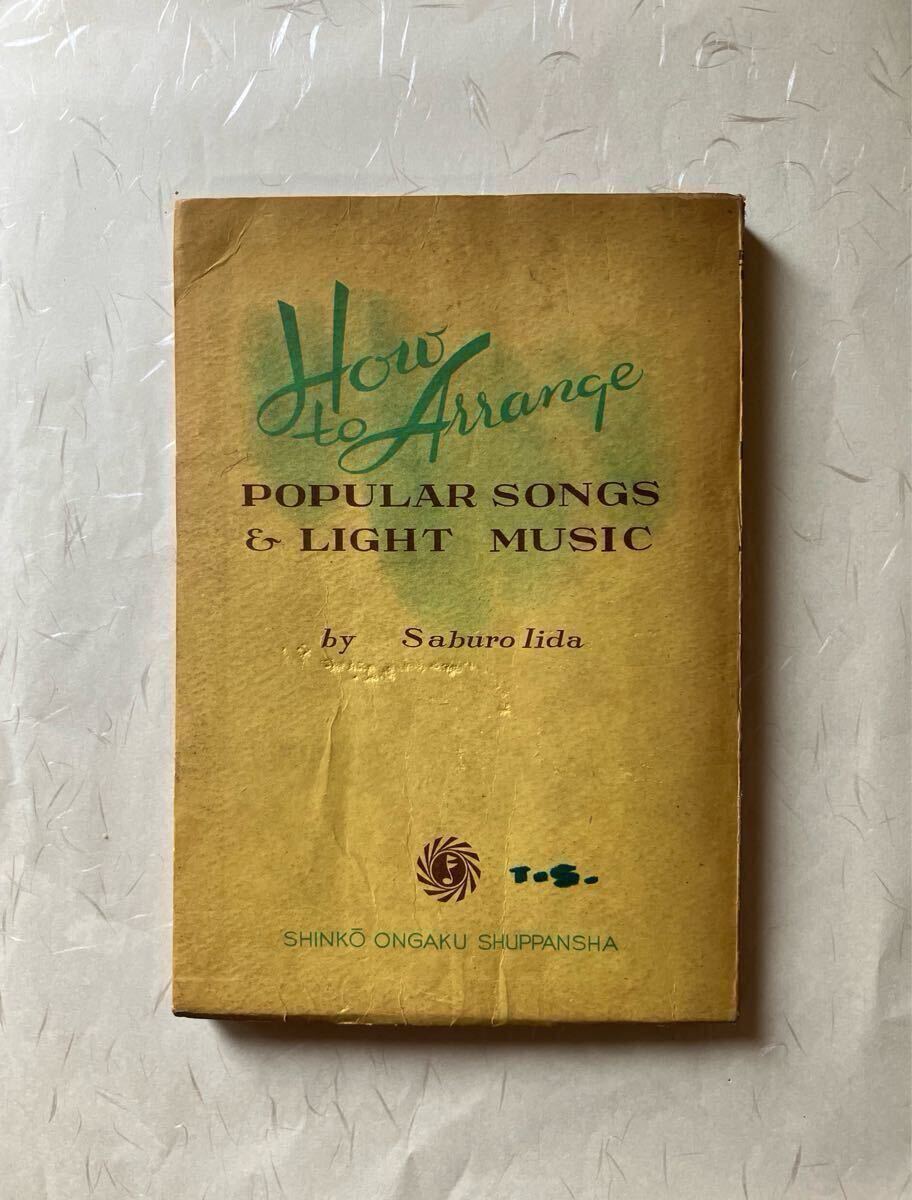 How
to Arrange
POPULAR SONGS
& LIGHT MUSIC
by Saburo Iida
T.S.
SHINKŌ ONGAKU SHUPPANSHA